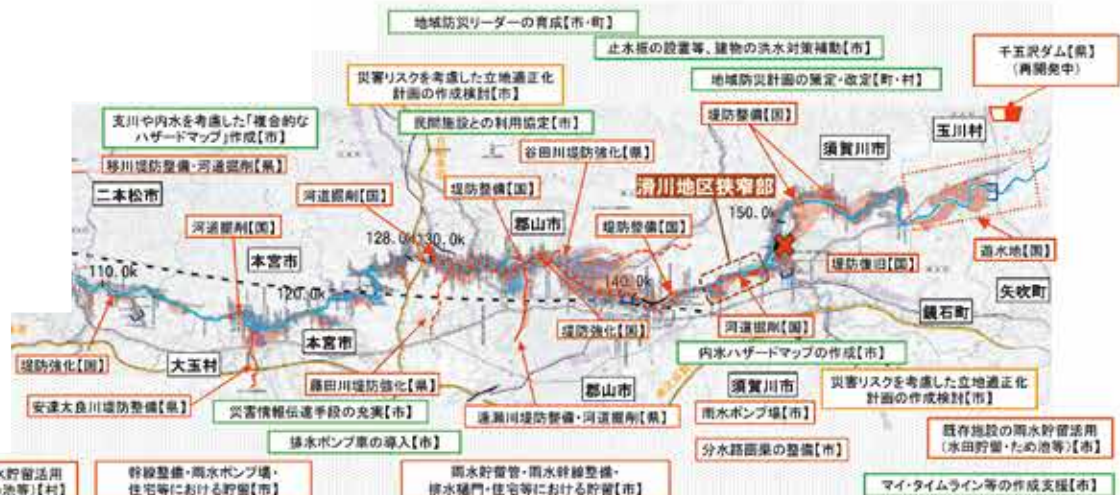 地域防災リーダーの育成【市・町】
止水板の設置等、建物の洪水対策補助【市】
千五沢ダム【県】
（再開発中）
災害リスクを考慮した立地適正化
計画の作成検討【市】
地域防災計画の策定・改定【町・村】
支川や内水を考慮した「複合的な
ハザードマップ」作成【市】
民間施設との利用協定【市】
堤防整備【国】
玉川村
移川堤防整備・河道掘削【県】
谷田川堤防強化【県】
須賀川市
二本松市
河道掘削【国】
堤防整備【国】
滑川地区狭窄部
河道掘削【国】
郡山市
150.0k
本宮市
128.0k
130.0k
堤防整備【国】
110.0k
120.0k
140.0k
堤防復旧【国】
遊水地【国】
矢吹町
鏡石町
本宮市
堤防強化【国】
河道掘削【国】
堤防強化【国】
大玉村
内水ハザードマップの作成【市】
藤田川堤防強化【県】
郡山市
須賀川市
災害リスクを考慮した立地適正化
計画の作成検討【市】
安達太良川堤防整備【県】
災害情報伝達手段の充実【市】
逢瀬川堤防整備・河道掘削【県】
雨水ポンプ場【市】
排水ポンプ車の導入【市】
分水路函渠の整備【市】
既存施設の雨水貯留活用
（水田貯留・ため池等）【市】
水貯留活用
池等）【村】
幹線整備・雨水ポンプ場・
住宅等における貯留【市】
雨水貯留管・雨水幹線整備・
排水樋門・住宅等における貯留【市】
マイ・タイムライン等の作成支援【市】